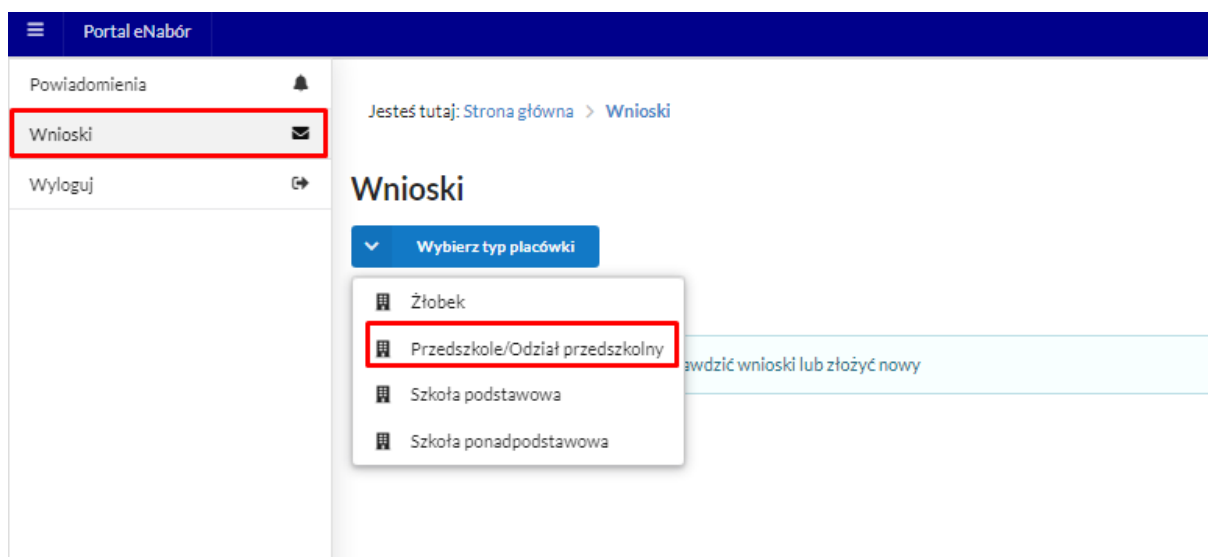 Portal eNabór
Powiadomienia
Wnioski
Wyloguj
Jesteś tutaj: Strona główna > Wnioski
Wnioski
Wybierz typ placówki
Żłobek
Przedszkole/Odział przedszkolny
Szkoła podstawowa
Szkoła ponadpodstawowa
wnioski lub złożyć nowy